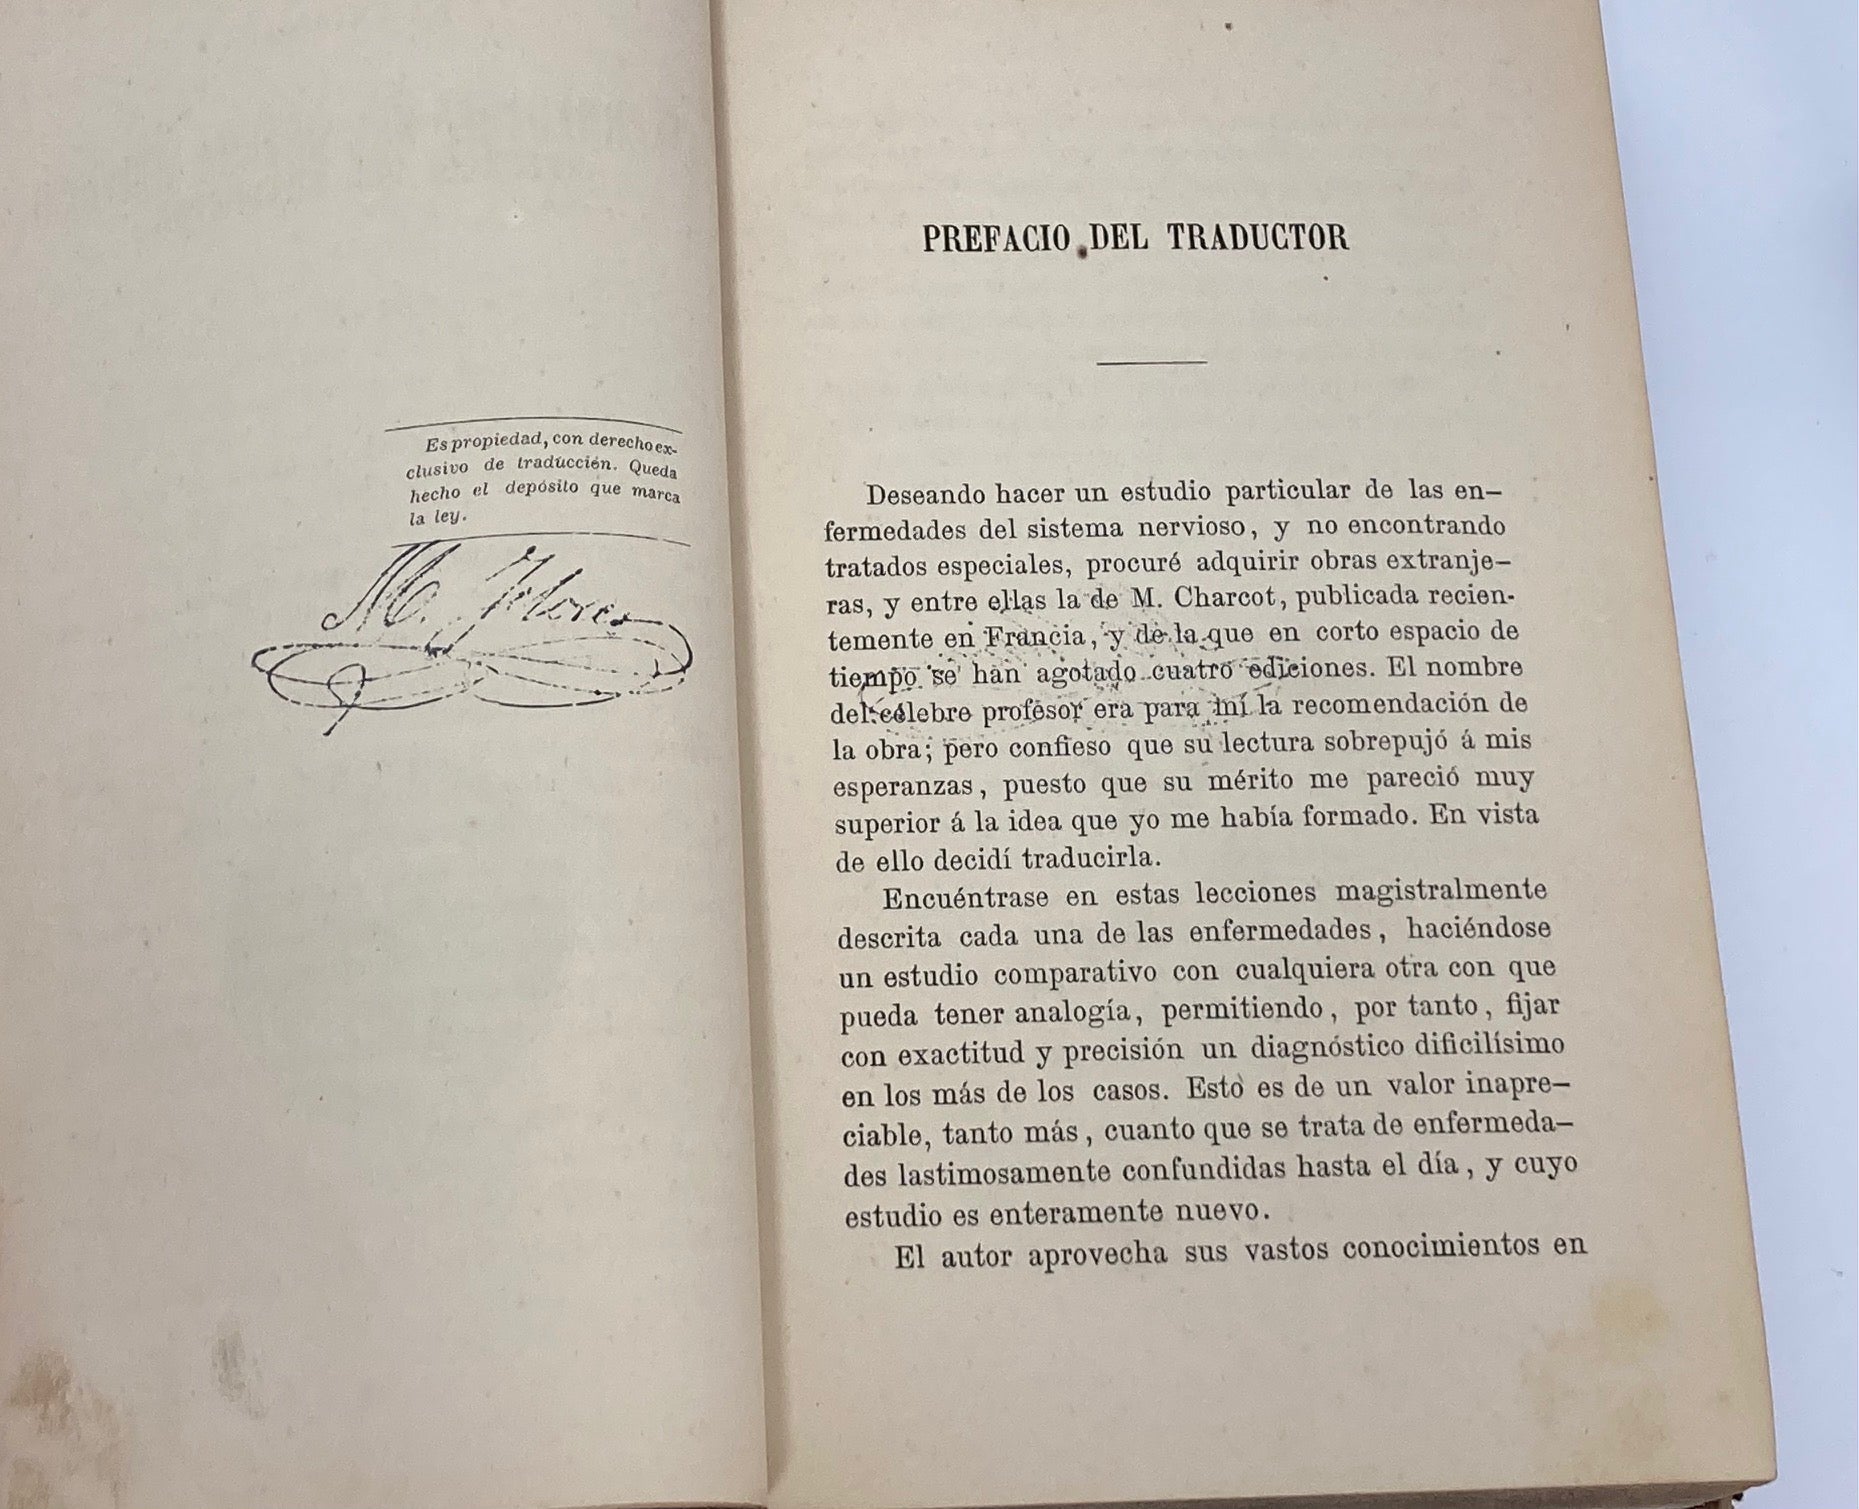 Es propiedad, con derecho ex-
clusivo de traducción. Queda
hecho el depósito que marca
la ley.
M. Flores
PREFACIO DEL TRADUCTOR
Deseando hacer un estudio particular de las en-
fermedades del sistema nervioso, y no encontrando
tratados especiales, procuré adquirir obras extranje-
ras, y entre ellas la de M. Charcot, publicada recien-
temente en Francia, y de la que en corto espacio de
tiempo se han agotado cuatro ediciones. El nombre
del célebre profesor era para mí la recomendación de
la obra; pero confieso que su lectura sobrepujó á mis
esperanzas, puesto que su mérito me pareció muy
superior á la idea que yo me había formado. En vista
de ello decidí traducirla.
Encuéntrase en estas lecciones magistralmente
descrita cada una de las enfermedades, haciéndose
un estudio comparativo con cualquiera otra con que
pueda tener analogía, permitiendo, por tanto, fijar
con exactitud y precisión un diagnóstico dificilísimo
en los más de los casos. Esto es de un valor inapre-
ciable, tanto más, cuanto que se trata de enfermeda-
des lastimosamente confundidas hasta el día, y cuyo
estudio es enteramente nuevo.
El autor aprovecha sus vastos conocimientos en